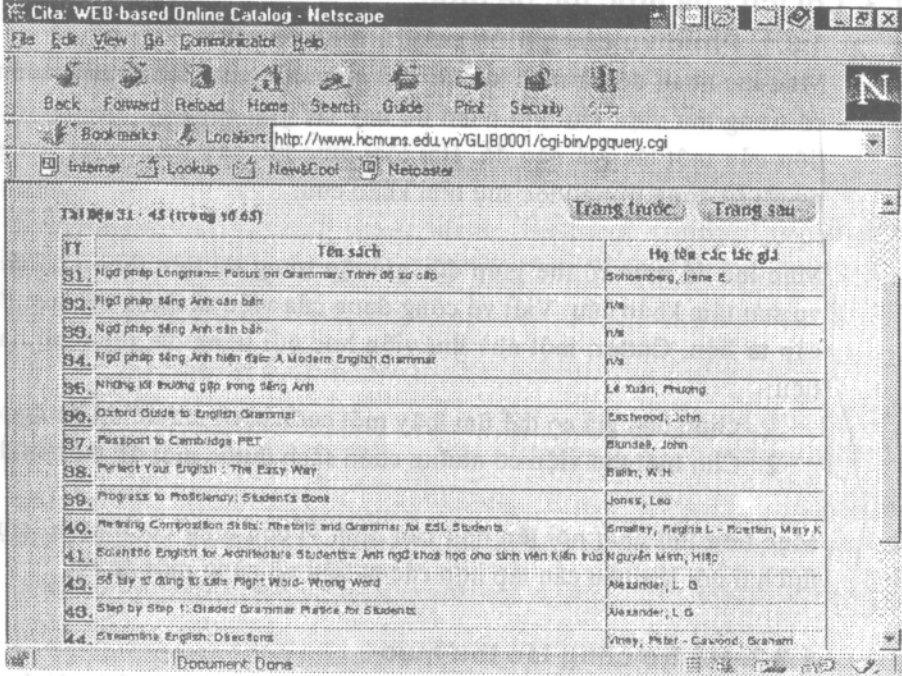 Cita: WEB-based Online Catalog - Netscape
File Edit View Go Communicator Help
Back Forward Reload Home Search Guide Print Security Stop
Bookmarks Location: http://www.hcmuns.edu.vn/GLIB0001/cgi-bin/pgquery.cgi
Internet Lookup New&Cool Netcaster
Tài liệu 31 - 45 (trong số 65) Trang trước Trang sau
TT Tên sách Họ tên các tác giả
31. Ngữ pháp Longman= Focus on Grammar: Trình độ sơ cấp Schoenberg, Irene E.
32. Ngữ pháp tiếng Anh căn bản n/a
33. Ngữ pháp tiếng Anh căn bản n/a
34. Ngữ pháp tiếng Anh hiện đại= A Modern English Grammar n/a
35. Những lỗi thường gặp trong tiếng Anh Lê Xuân, Phương
36. Oxford Guide to English Grammar Eastwood, John
37. Passport to Cambridge PET Blundell, John
38. Perfect Your English : The Easy Way W.H
39. Progress to Proficiency: Student's Book Jones, Leo
40. Refining Composition Skills: Rhetoric and Grammar for ESL Students Smalley, Regina L - Ruetten, Mary K
41. Scientific English for Architecture Students= Anh ngữ khoa học cho sinh viên Kiến trúc Nguyễn Minh, Hiệp
42. Sổ tay từ dùng từ sai= Right Word- Wrong Word Alexander, L. G
43. Step by Step 1: Graded Grammar for Students Alexander, L G
44. Streamline English: Directions Viney, Peter - Cawood, Graham
Document: Done